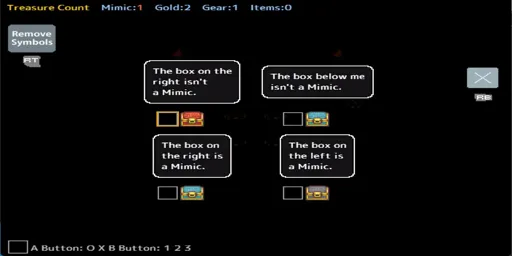 Treasure Count Mimic:1 Gold:2 Gear:1 Items:0
Remove
Symbols
RT
The box on the
right isn't
a Mimic.
The box below me
isn't a Mimic.
The box on
the right is
a Mimic.
The box on
the left is
a Mimic.
A Button: O X B Button: 1 2 3